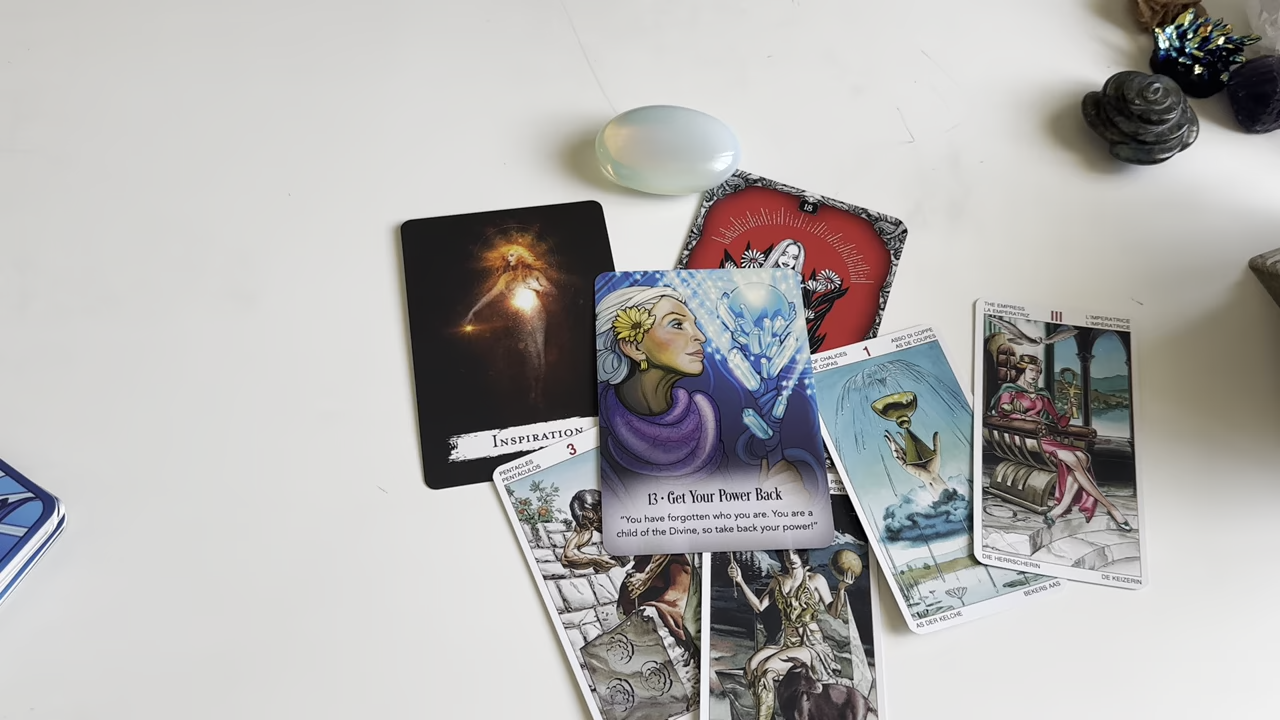 18
INSPIRATION
13 • Get Your Power Back
“You have forgotten who you are. You are a
child of the Divine, so take back your power!”
PENTACLES
PENTÁCULOS
3
OF CHALICES
DE COPAS
1
ASSO DI COPPE
AS DE COUPES
AS DER KELCHE
BEKERS AAS
THE EMPRESS
LA EMPERATRIZ
III
L'IMPERATRICE
L'IMPÉRATRICE
DIE HERRSCHERIN
DE KEIZERIN